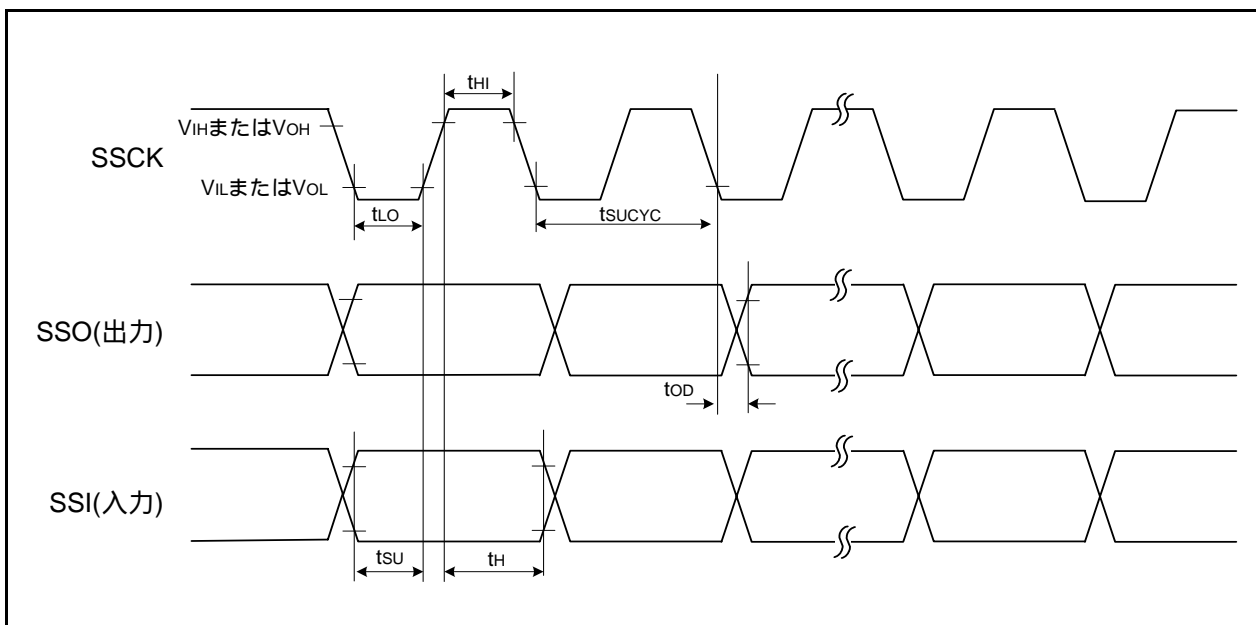 tHI
VIHまたはVOH
SSCK
VILまたはVOL
tLO
tSUCYC
SSO(出力)
tOD
SSI(入力)
tSU
tH